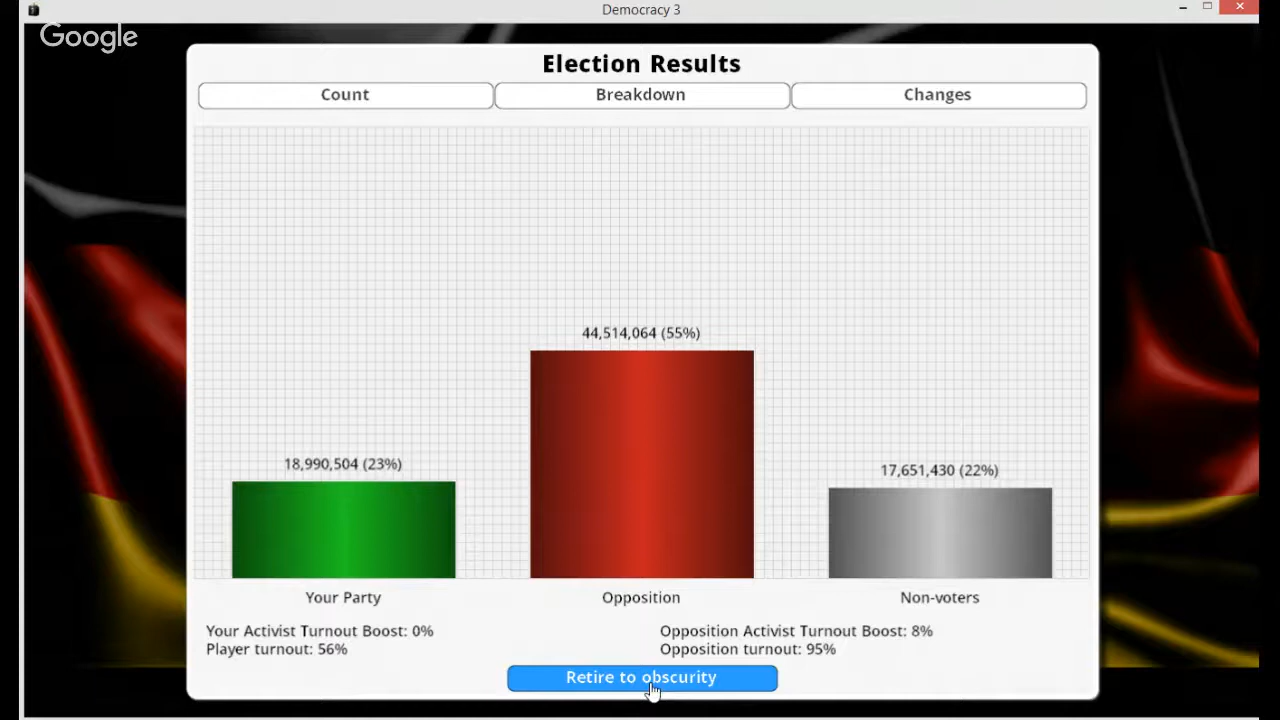 Democracy 3
Google
Election Results
Count
Breakdown
Changes
44,514,064 (55%)
18,990,504 (23%)
17,651,430 (22%)
Your Party
Opposition
Non-voters
Your Activist Turnout Boost: 0%
Opposition Activist Turnout Boost: 8%
Player turnout: 56%
Opposition turnout: 95%
Retire to obscurity